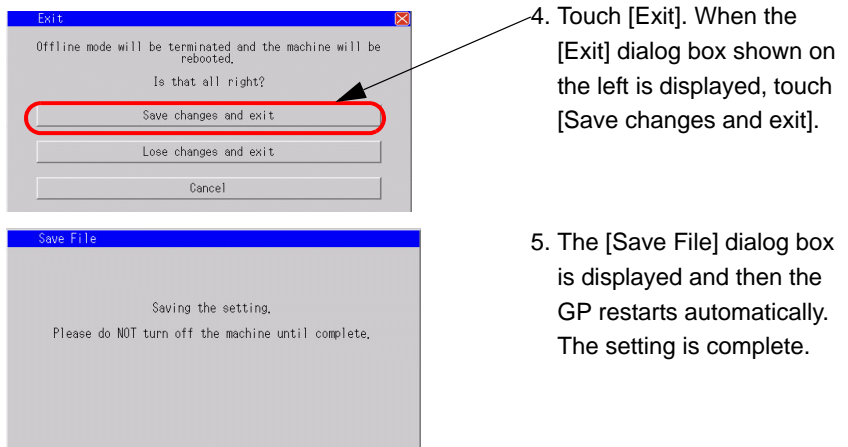 Exit
Offline mode will be terminated and the machine will be
rebooted.
Is that all right?
Save changes and exit
Lose changes and exit
Cancel
4. Touch [Exit]. When the
[Exit] dialog box shown on
the left is displayed, touch
[Save changes and exit].
Save File
Saving the setting.
Please do NOT turn off the machine until complete.
5. The [Save File] dialog box
is displayed and then the
GP restarts automatically.
The setting is complete.